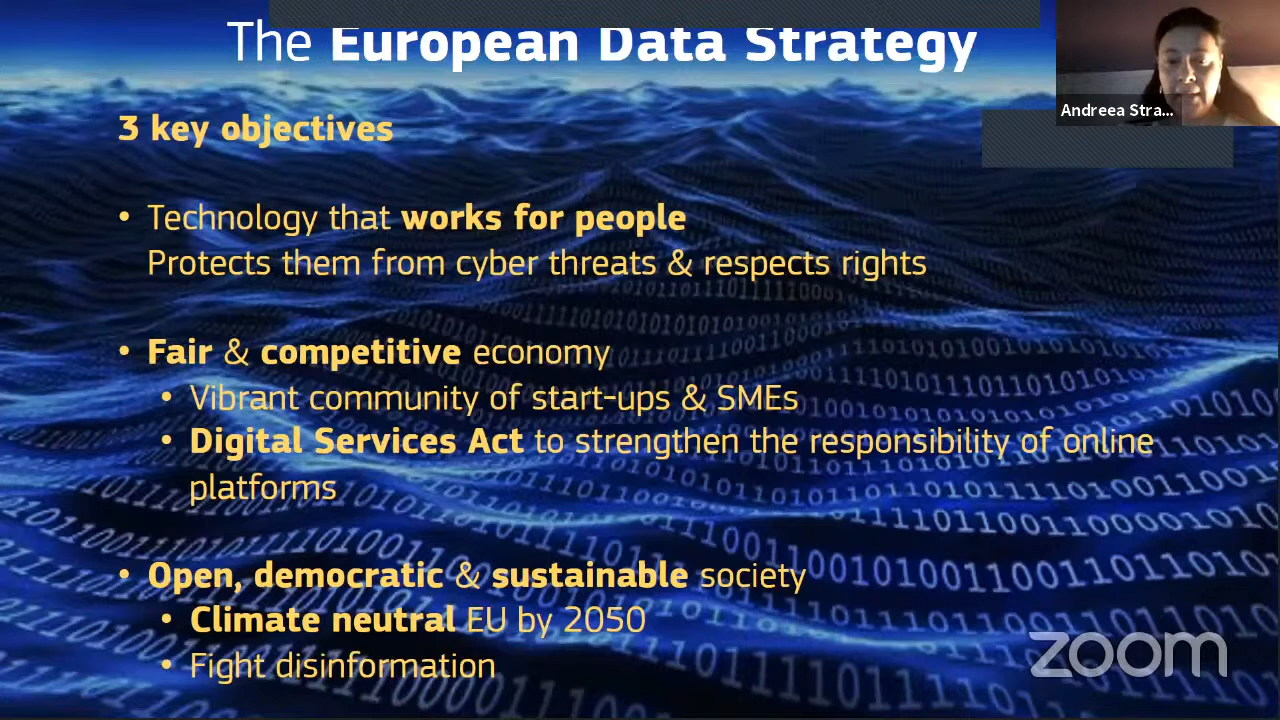 The European Data Strategy
Andreea Stra...
3 key objectives
• Technology that works for people
Protects them from cyber threats & respects rights
• Fair & competitive economy
• Vibrant community of start-ups & SMEs
• Digital Services Act to strengthen the responsibility of online
platforms
• Open, democratic & sustainable society
• Climate neutral EU by 2050
• Fight disinformation
zoom